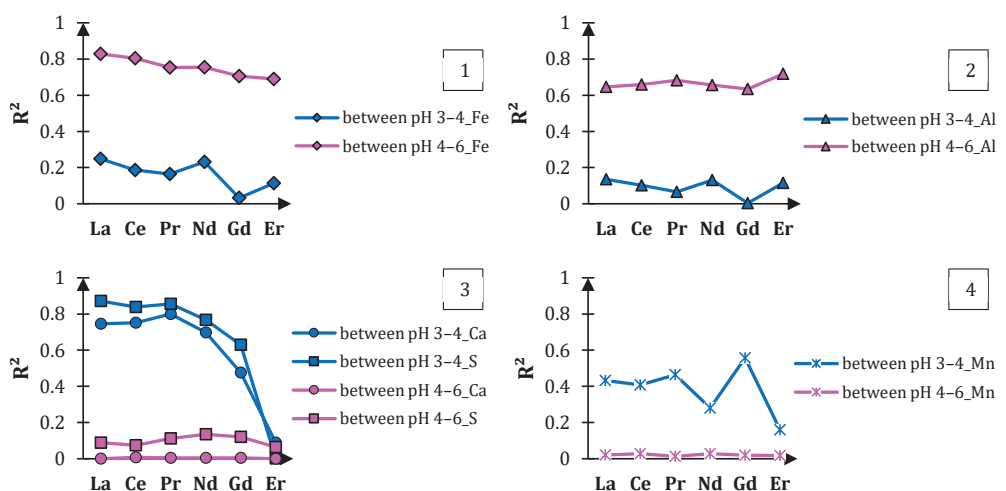 1
0.8
0.6
0.4
0.2
0
R²
La Ce Pr Nd Gd Er
1
between pH 3–4_Fe
between pH 4–6_Fe
1
0.8
0.6
0.4
0.2
0
R²
La Ce Pr Nd Gd Er
2
between pH 3–4_Al
between pH 4–6_Al
1
0.8
0.6
0.4
0.2
0
R²
La Ce Pr Nd Gd Er
3
between pH 3–4_Ca
between pH 3–4_S
between pH 4–6_Ca
between pH 4–6_S
1
0.8
0.6
0.4
0.2
0
R²
La Ce Pr Nd Gd Er
4
between pH 3–4_Mn
between pH 4–6_Mn